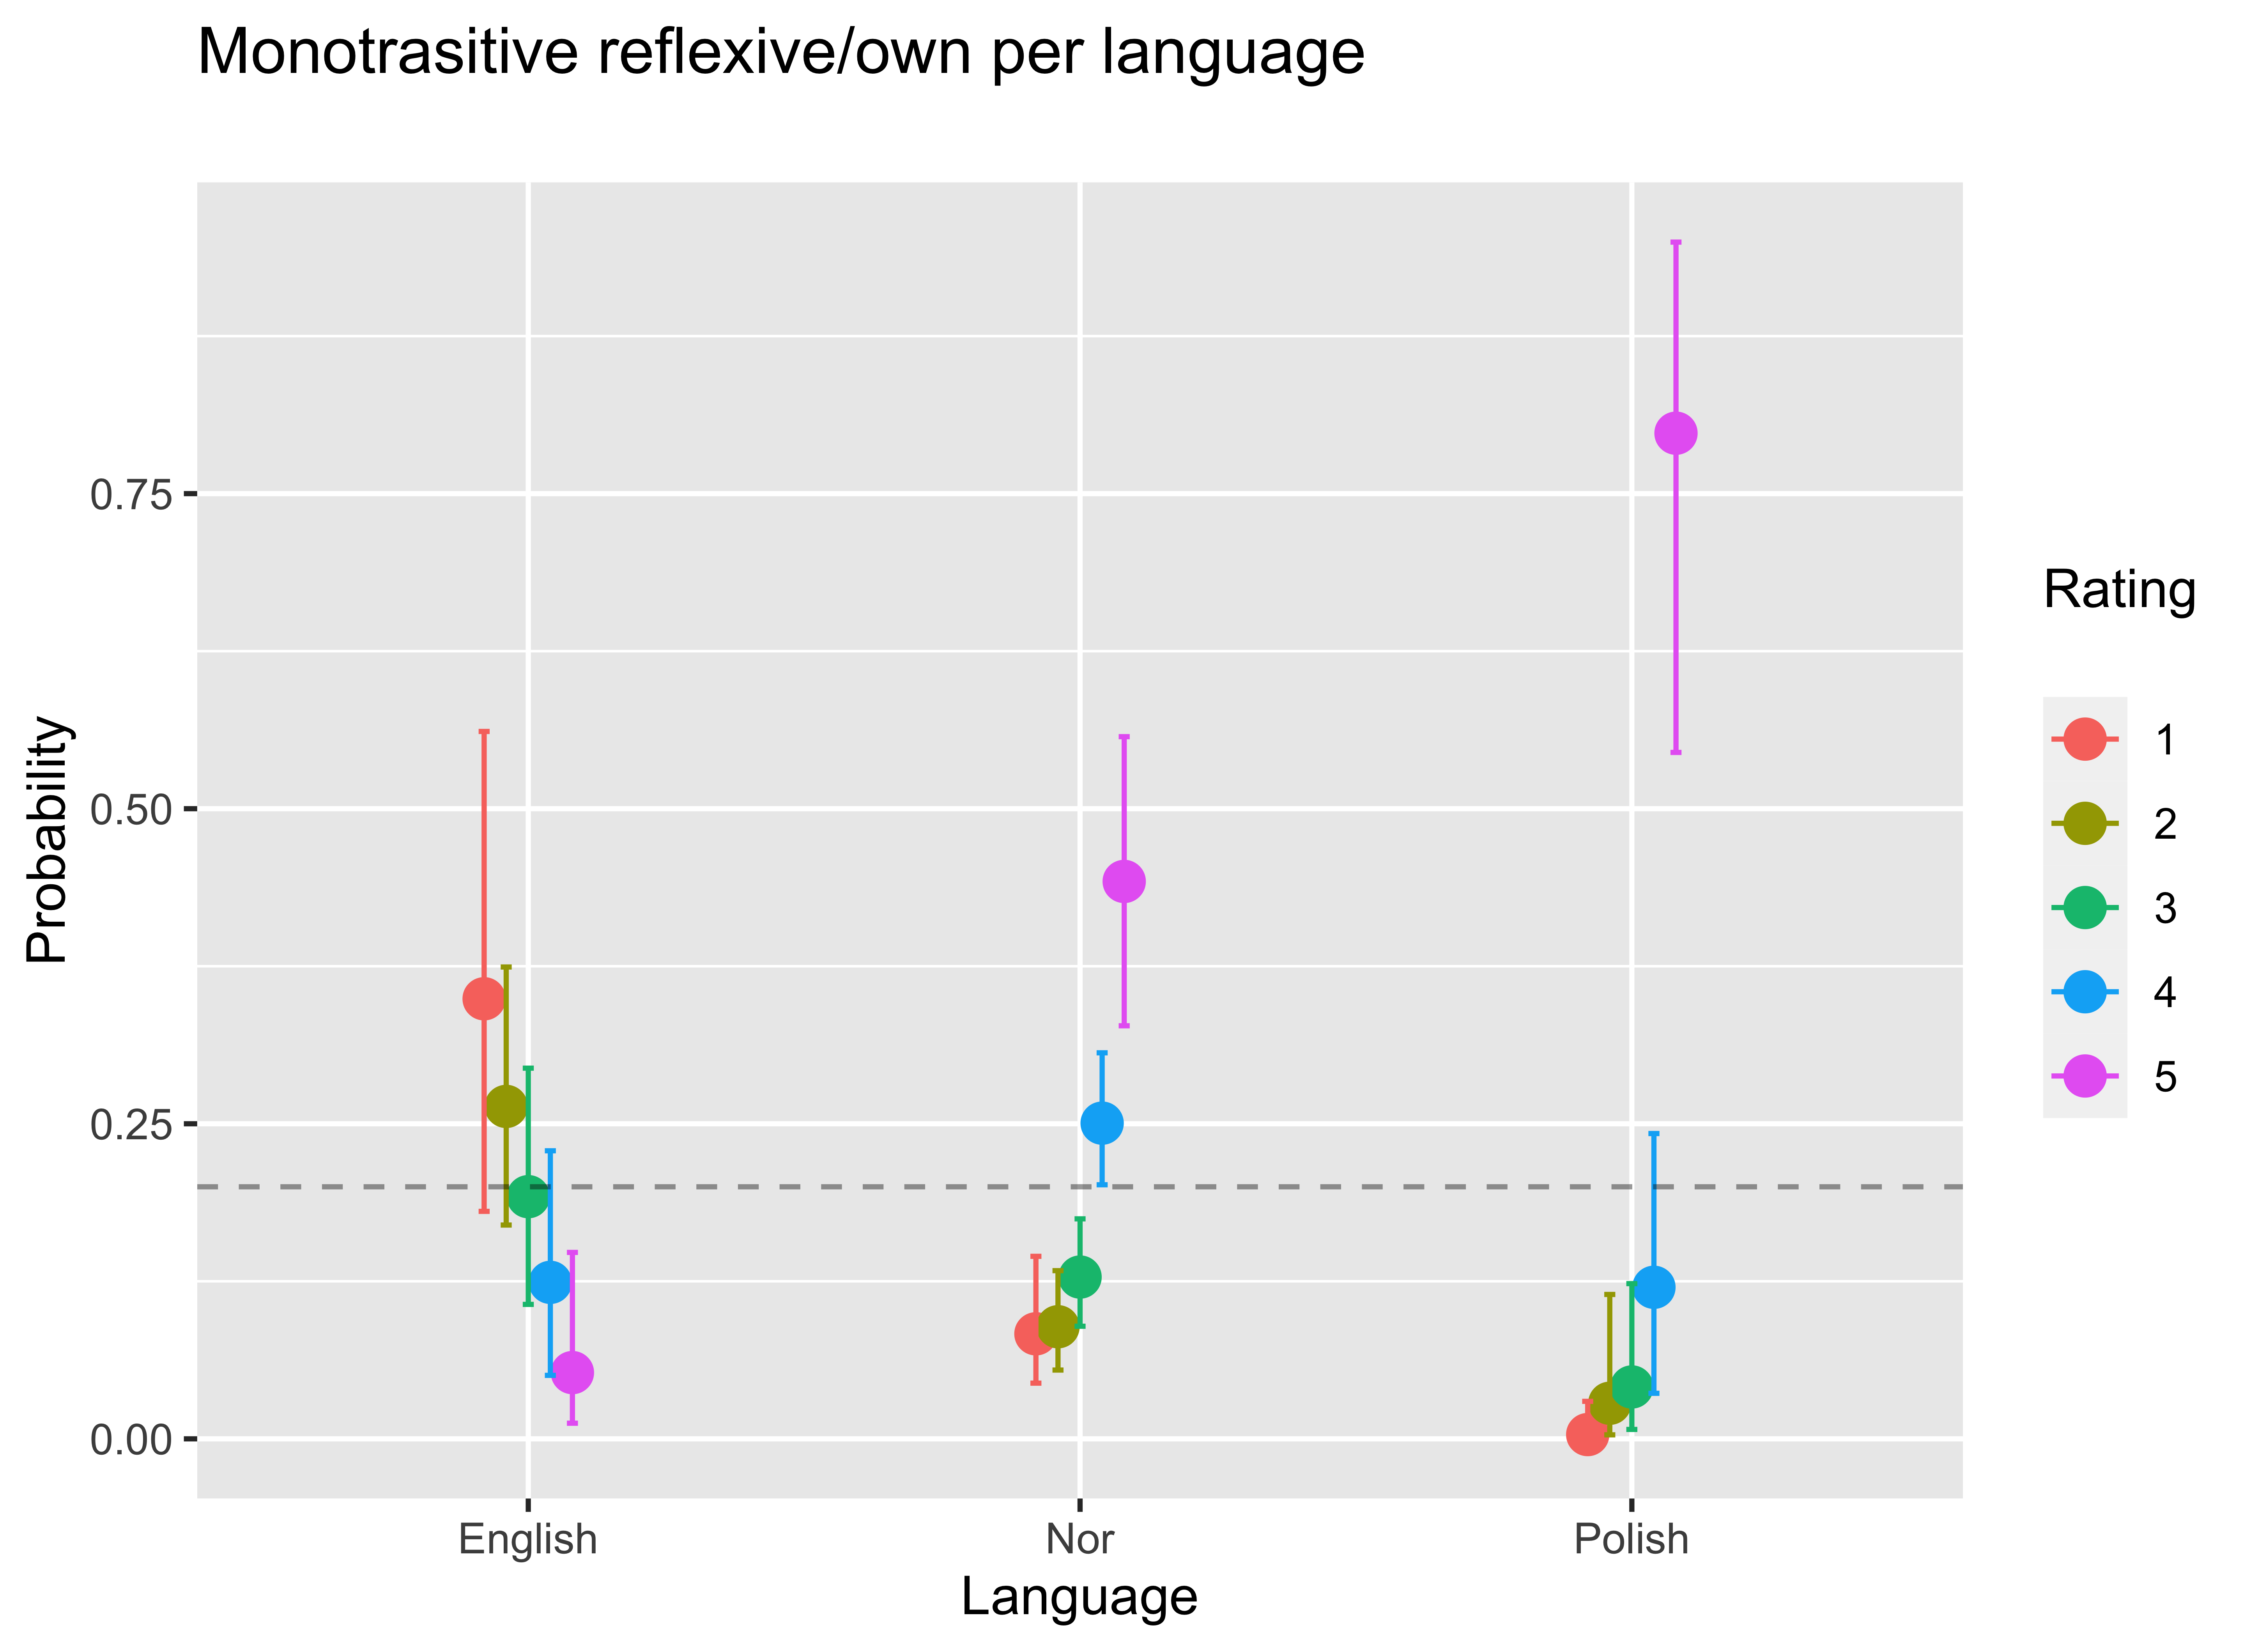 Monotrasitive reflexive/own per language
Probability
0.75
0.50
0.25
0.00
English
Nor
Polish
Language
Rating
1
2
3
4
5